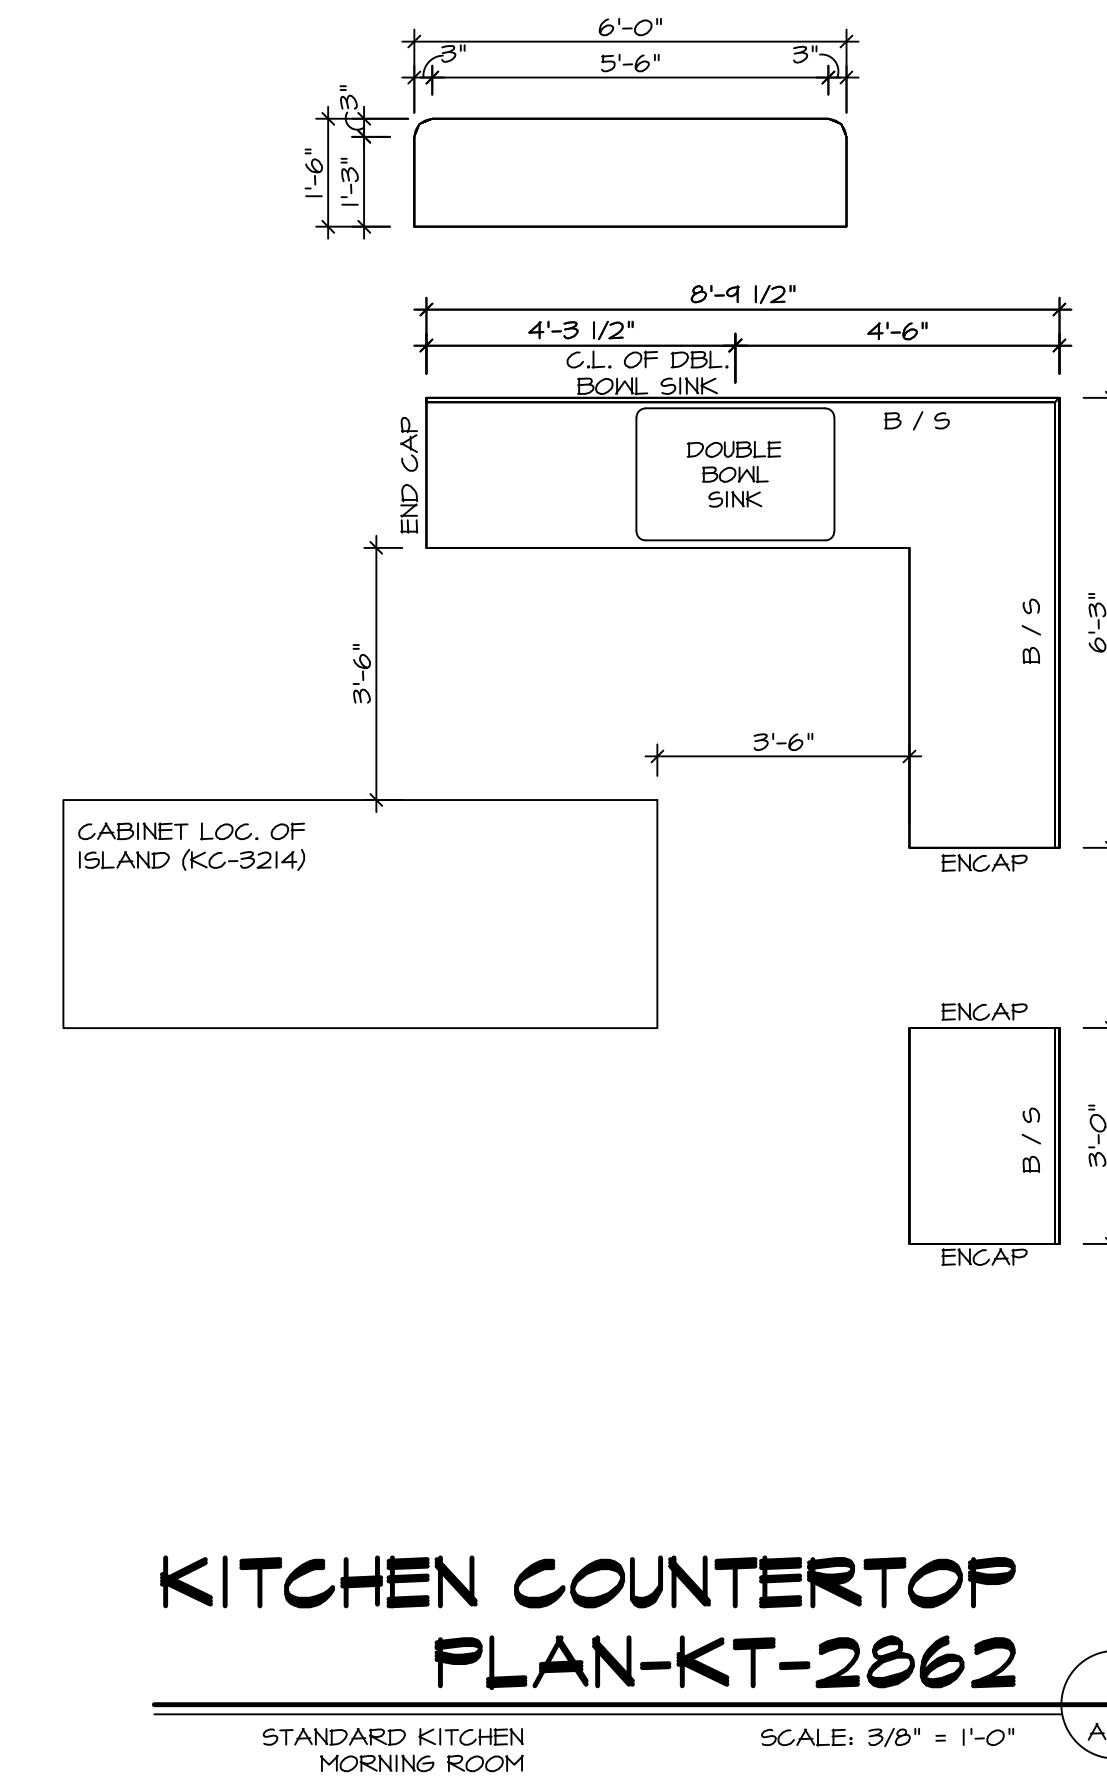 6'-0"
3"
5'-6"
3"
3"
1'-6"
1'-3"
8'-9 1/2"
4'-3 1/2"
4'-6"
C.L. OF DBL.
BOWL SINK
END CAP
B / S
DOUBLE
BOWL
SINK
B / S
6'-3"
3'-6"
3'-6"
CABINET LOC. OF
ISLAND (KC-3214)
ENCAP
ENCAP
B / S
3'-0"
ENCAP
KITCHEN COUNTERTOP
PLAN-KT-2862
STANDARD KITCHEN
MORNING ROOM
SCALE: 3/8" = 1'-0"
A